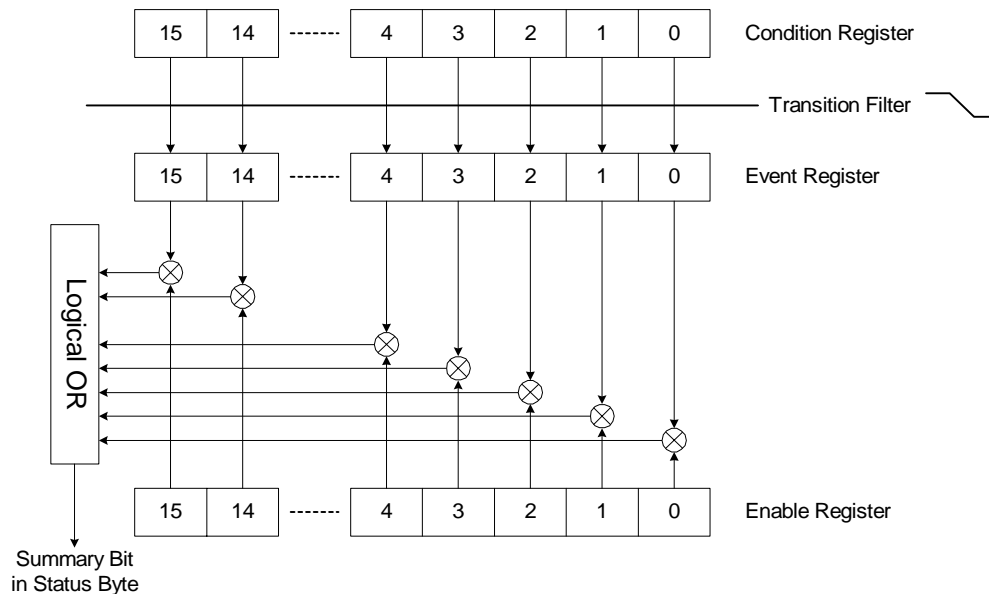 15 14 4 3 2 1 0 Condition Register
Transition Filter
15 14 4 3 2 1 0 Event Register
Logical OR
15 14 4 3 2 1 0 Enable Register
Summary Bit
in Status Byte